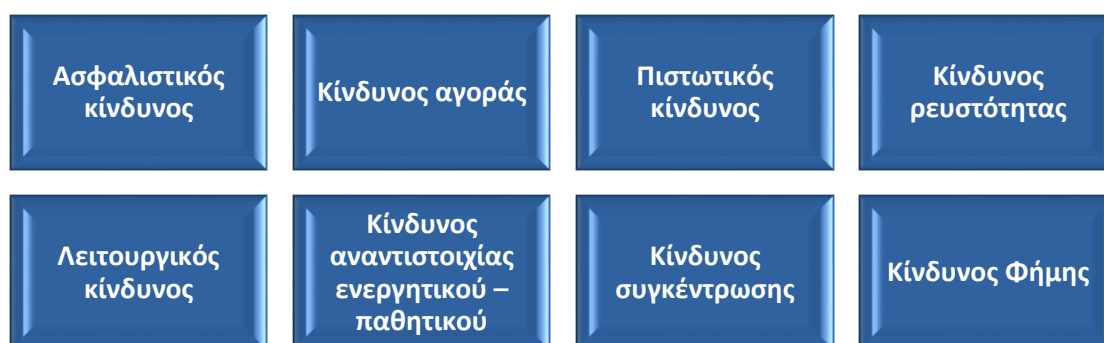 Ασφαλιστικός
κίνδυνος
Κίνδυνος αγοράς
Πιστωτικός
κίνδυνος
Κίνδυνος
ρευστότητας
Λειτουργικός
κίνδυνος
Κίνδυνος
αναντιστοιχίας
ενεργητικού –
παθητικού
Κίνδυνος
συγκέντρωσης
Κίνδυνος Φήμης